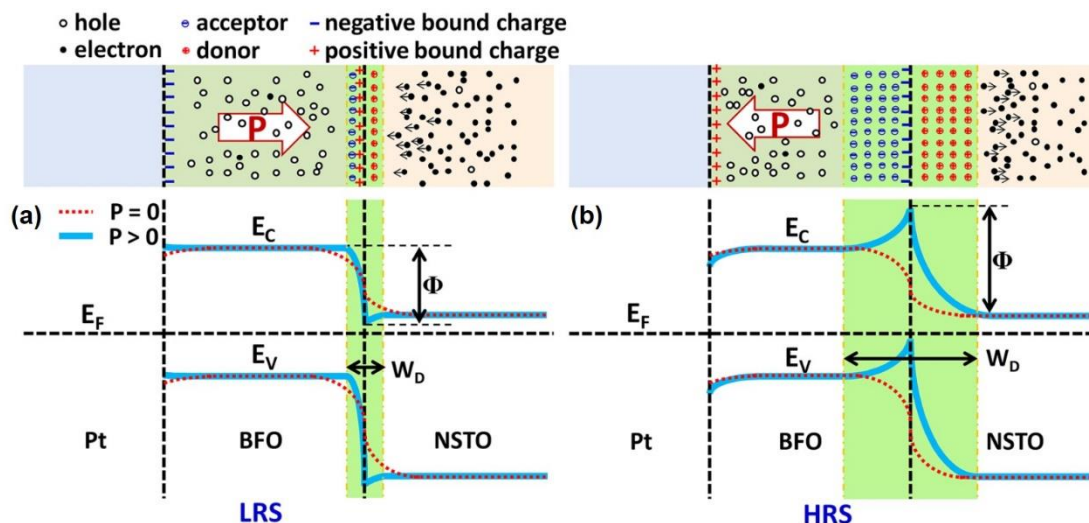 hole acceptor − negative bound charge
electron donor + positive bound charge
P P
(a) (b)
P = 0
P > 0
E_C E_C
Φ Φ
E_F E_F
E_V E_V
W_D W_D
Pt BFO NSTO Pt BFO NSTO
LRS HRS